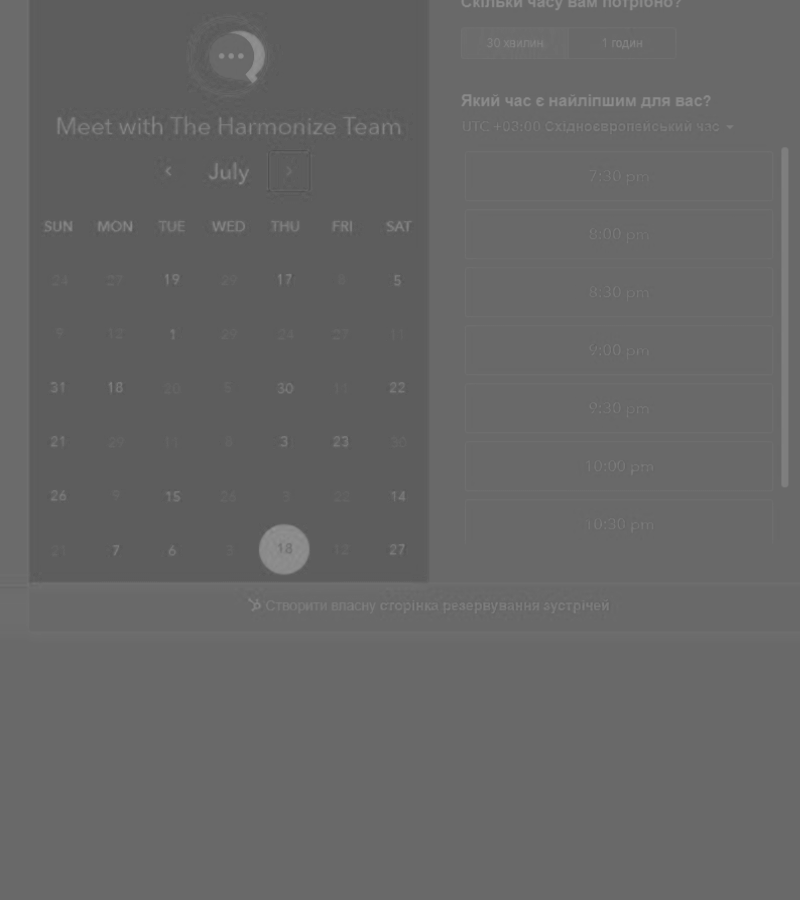 Скільки часу вам потрібно?
30 хвилин
1 годин
Meet with The Harmonize Team
July
Який час є найліпшим для вас?
UTC +03:00 Східноєвропейський час
SUN MON TUE WED THU FRI SAT
24 27 19 29 17 8 5
9 12 1 29 24 27 11
31 18 20 6 30 11 22
21 29 11 8 3 23 30
26 9 15 26 3 22 14
21 7 6 3 18 12 27
7:30 pm
8:00 pm
8:30 pm
9:00 pm
9:30 pm
10:00 pm
10:30 pm
Створити власну сторінка резервування зустрічей